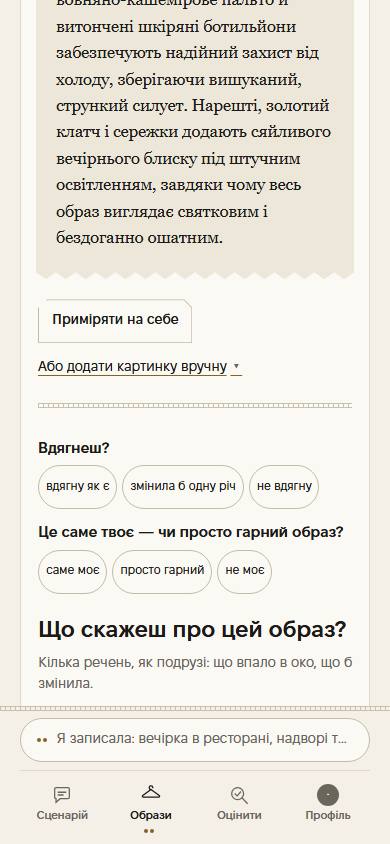 вовняно-кашемірове пальто й
витончені шкіряні ботильйони
забезпечують надійний захист від
холоду, зберігаючи вишуканий,
стрункий силует. Нарешті, золотий
клатч і сережки додають сяйливого
вечірнього блиску під штучним
освітленням, завдяки чому весь
образ виглядає святковим і
бездоганно ошатним.
Приміряти на себе
Або додати картинку вручну
Вдягнеш?
вдягну як є
змінила б одну річ
не вдягну
Це саме твоє — чи просто гарний образ?
саме моє
просто гарний
не моє
Що скажеш про цей образ?
Кілька речень, як подрузі: що впало в око, що б
змінила.
Я записала: вечірка в ресторані, надворі т...
Сценарій
Образи
Оцінити
Профіль